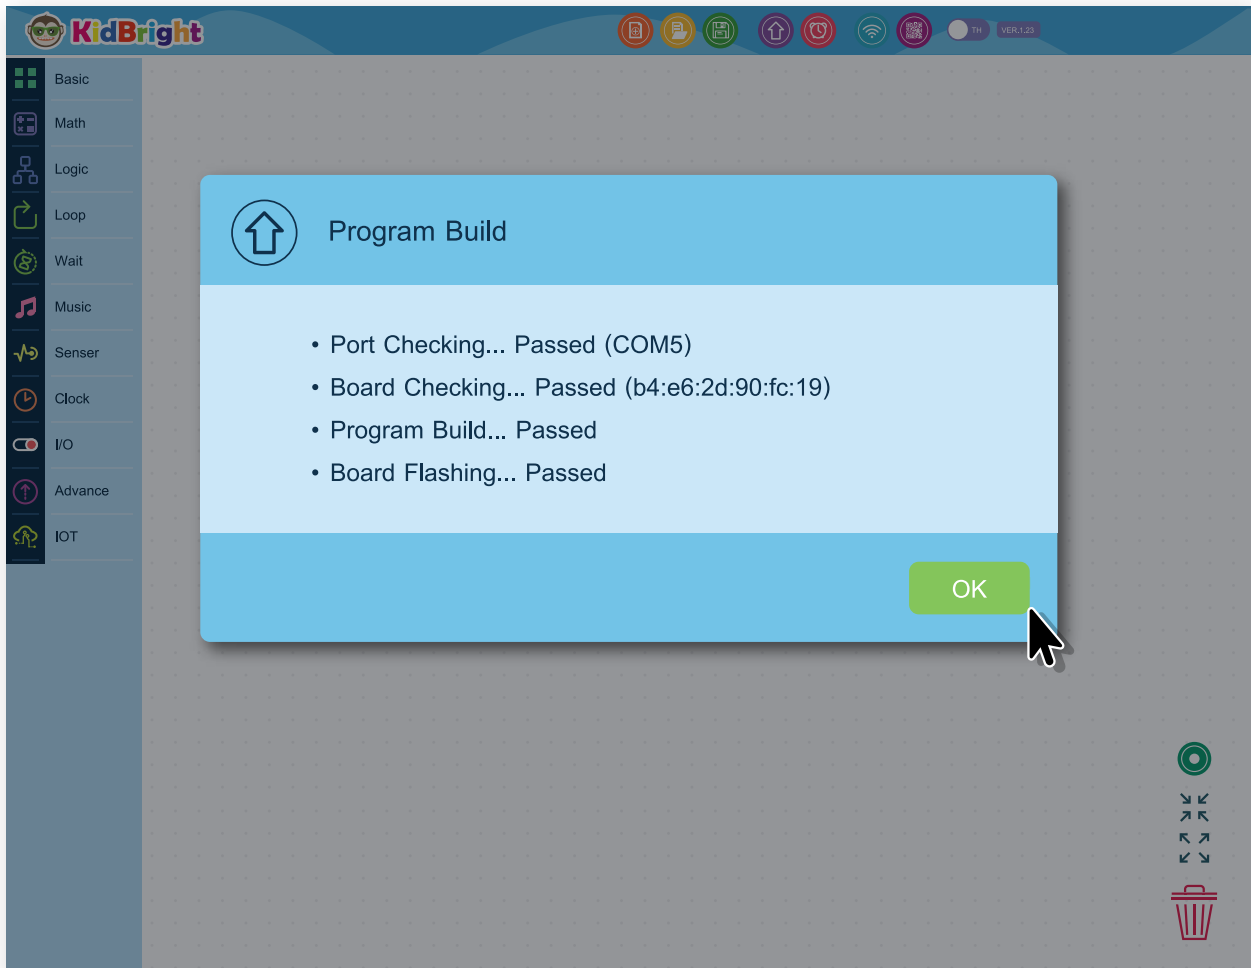 KidBright
TH
VER.1.23
Basic
Math
Logic
Loop
Wait
Music
Senser
Clock
I/O
Advance
IOT
Program Build
• Port Checking... Passed (COM5)
• Board Checking... Passed (b4:e6:2d:90:fc:19)
• Program Build... Passed
• Board Flashing... Passed
OK